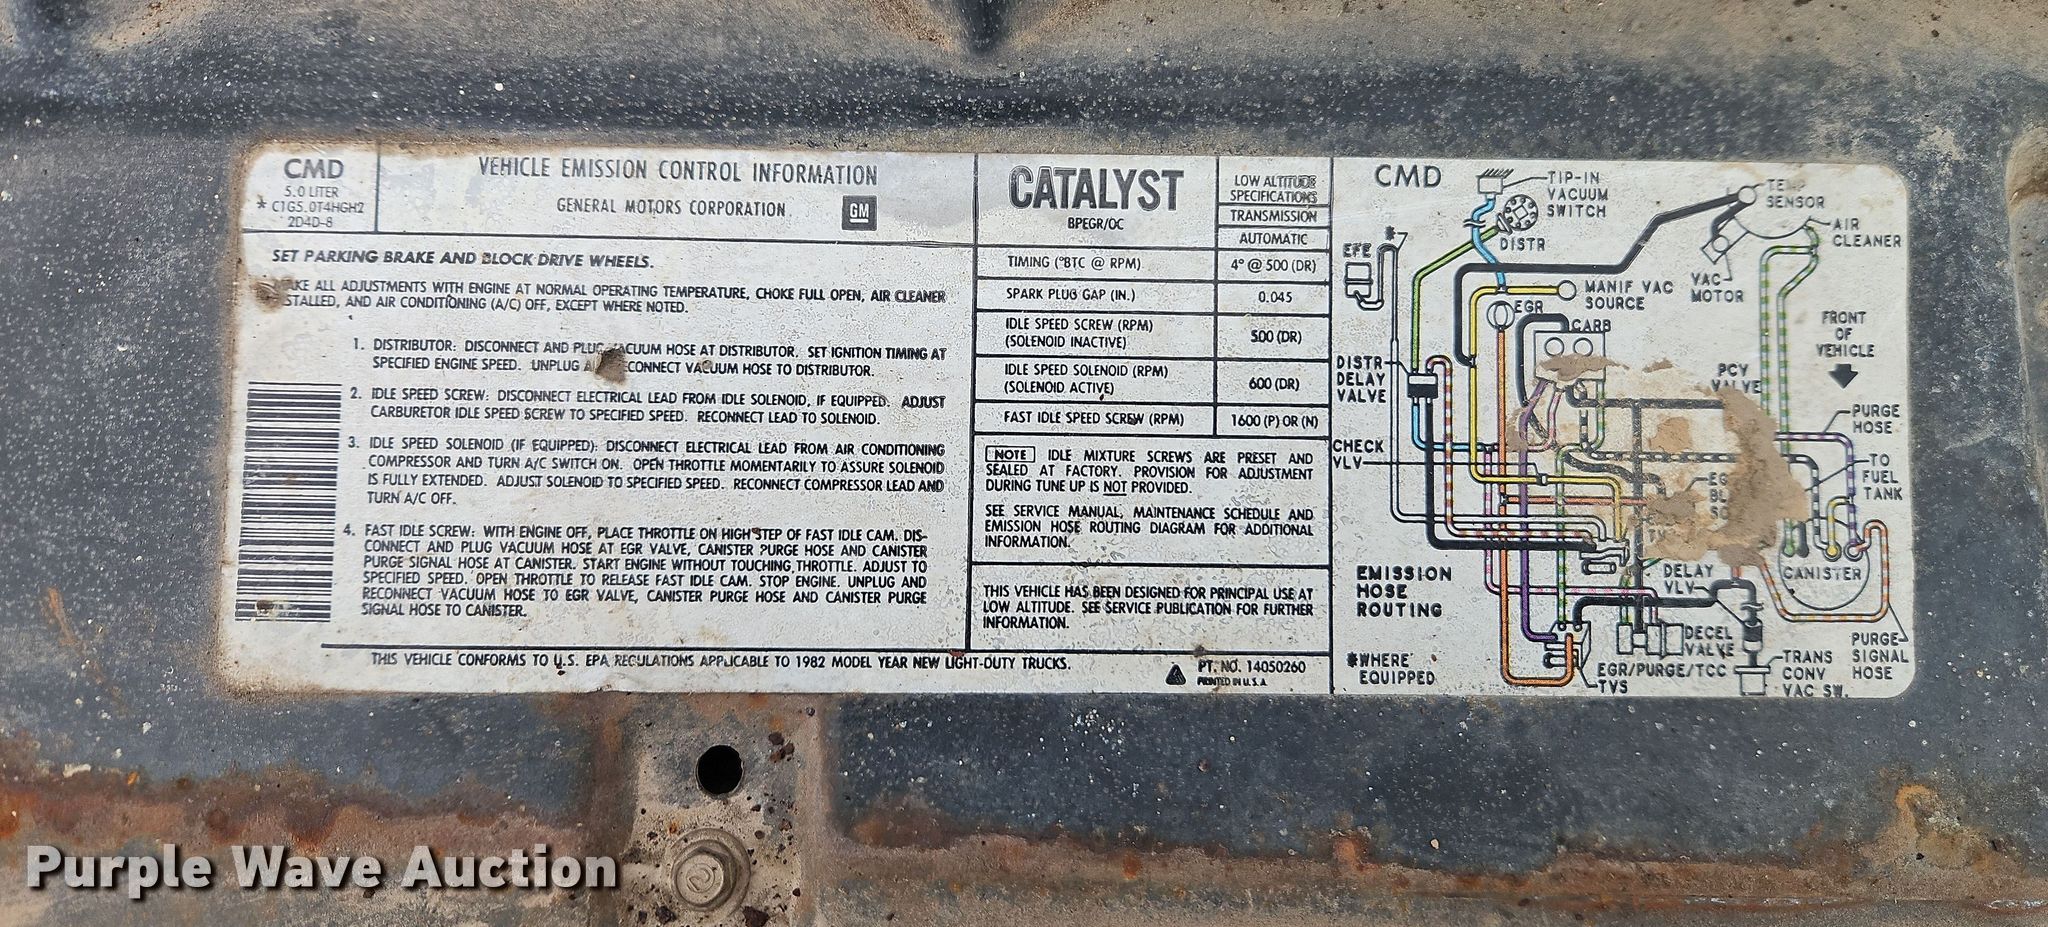 CMD
5.0 LITER
* C1G5.0T4HGH2
2D4D-8
VEHICLE EMISSION CONTROL INFORMATION
GENERAL MOTORS CORPORATION
GM
SET PARKING BRAKE AND BLOCK DRIVE WHEELS.
ALL ADJUSTMENTS WITH ENGINE AT NORMAL OPERATING TEMPERATURE, CHOKE FULL OPEN, AIR CLEANER
AND AIR CONDITIONING (A/C) OFF, EXCEPT WHERE NOTED.
1. DISTRIBUTOR: DISCONNECT AND PLUG VACUUM HOSE AT DISTRIBUTOR. SET IGNITION TIMING AT
SPECIFIED ENGINE SPEED. UNPLUG VACUUM HOSE TO DISTRIBUTOR.
2. IDLE SPEED SCREW: DISCONNECT ELECTRICAL LEAD FROM IDLE SOLENOID, IF EQUIPPED. ADJUST
CARBURETOR IDLE SPEED SCREW TO SPECIFIED SPEED. RECONNECT LEAD TO SOLENOID.
3. IDLE SPEED SOLENOID (IF EQUIPPED): DISCONNECT ELECTRICAL LEAD FROM AIR CONDITIONING
COMPRESSOR AND TURN A/C SWITCH ON. OPEN THROTTLE MOMENTARILY TO ASSURE SOLENOID
IS FULLY EXTENDED. ADJUST SOLENOID TO SPECIFIED SPEED. RECONNECT COMPRESSOR LEAD AND
TURN A/C OFF.
4. FAST IDLE SCREW: WITH ENGINE OFF, PLACE THROTTLE ON HIGH STEP OF FAST IDLE CAM. DIS-
CONNECT AND PLUG VACUUM HOSE AT EGR VALVE, CANISTER PURGE HOSE AND CANISTER
PURGE SIGNAL HOSE AT CANISTER. START ENGINE WITHOUT TOUCHING THROTTLE. ADJUST TO
SPECIFIED SPEED. OPEN THROTTLE TO RELEASE FAST IDLE CAM. STOP ENGINE. UNPLUG AND
RECONNECT VACUUM HOSE TO EGR VALVE, CANISTER PURGE HOSE AND CANISTER PURGE
SIGNAL HOSE TO CANISTER.
THIS VEHICLE CONFORMS TO U.S. EPA REGULATIONS APPLICABLE TO 1982 MODEL YEAR NEW LIGHT-DUTY TRUCKS.
PT. NO. 14050260
PRINTED IN U.S.A.
CATALYST
BPEGR/OC
LOW ALTITUDE
SPECIFICATIONS
TRANSMISSION
AUTOMATIC
TIMING (°BTC @ RPM) 4° @ 500 (DR)
SPARK PLUG GAP (IN.) 0.045
IDLE SPEED SCREW (RPM)
(SOLENOID INACTIVE) 500 (DR)
IDLE SPEED SOLENOID (RPM)
(SOLENOID ACTIVE) 600 (DR)
FAST IDLE SPEED SCREW (RPM) 1600 (P) OR (N)
NOTE IDLE MIXTURE SCREWS ARE PRESET AND
SEALED AT FACTORY. PROVISION FOR ADJUSTMENT
DURING TUNE UP IS NOT PROVIDED.
SEE SERVICE MANUAL, MAINTENANCE SCHEDULE AND
EMISSION HOSE ROUTING DIAGRAM FOR ADDITIONAL
INFORMATION.
THIS VEHICLE HAS BEEN DESIGNED FOR PRINCIPAL USE AT
LOW ALTITUDE. SEE SERVICE PUBLICATION FOR FURTHER
INFORMATION.
CMD
TIP-IN
VACUUM
SWITCH
DISTR
TEMP
SENSOR
AIR
CLEANER
VAC
MOTOR
*
EFE
MANIF VAC
SOURCE
EGR
CARB
FRONT
OF
VEHICLE
DISTR
DELAY
VALVE
PCV
VALVE
PURGE
HOSE
CHECK
VLV
TO
FUEL
TANK
CANISTER
DELAY
VLV
EMISSION
HOSE
ROUTING
DECEL
VALVE
PURGE
SIGNAL
HOSE
*WHERE
EQUIPPED
EGR/PURGE/TCC
TVS
TRANS
CONV
VAC SW.
Purple Wave Auction